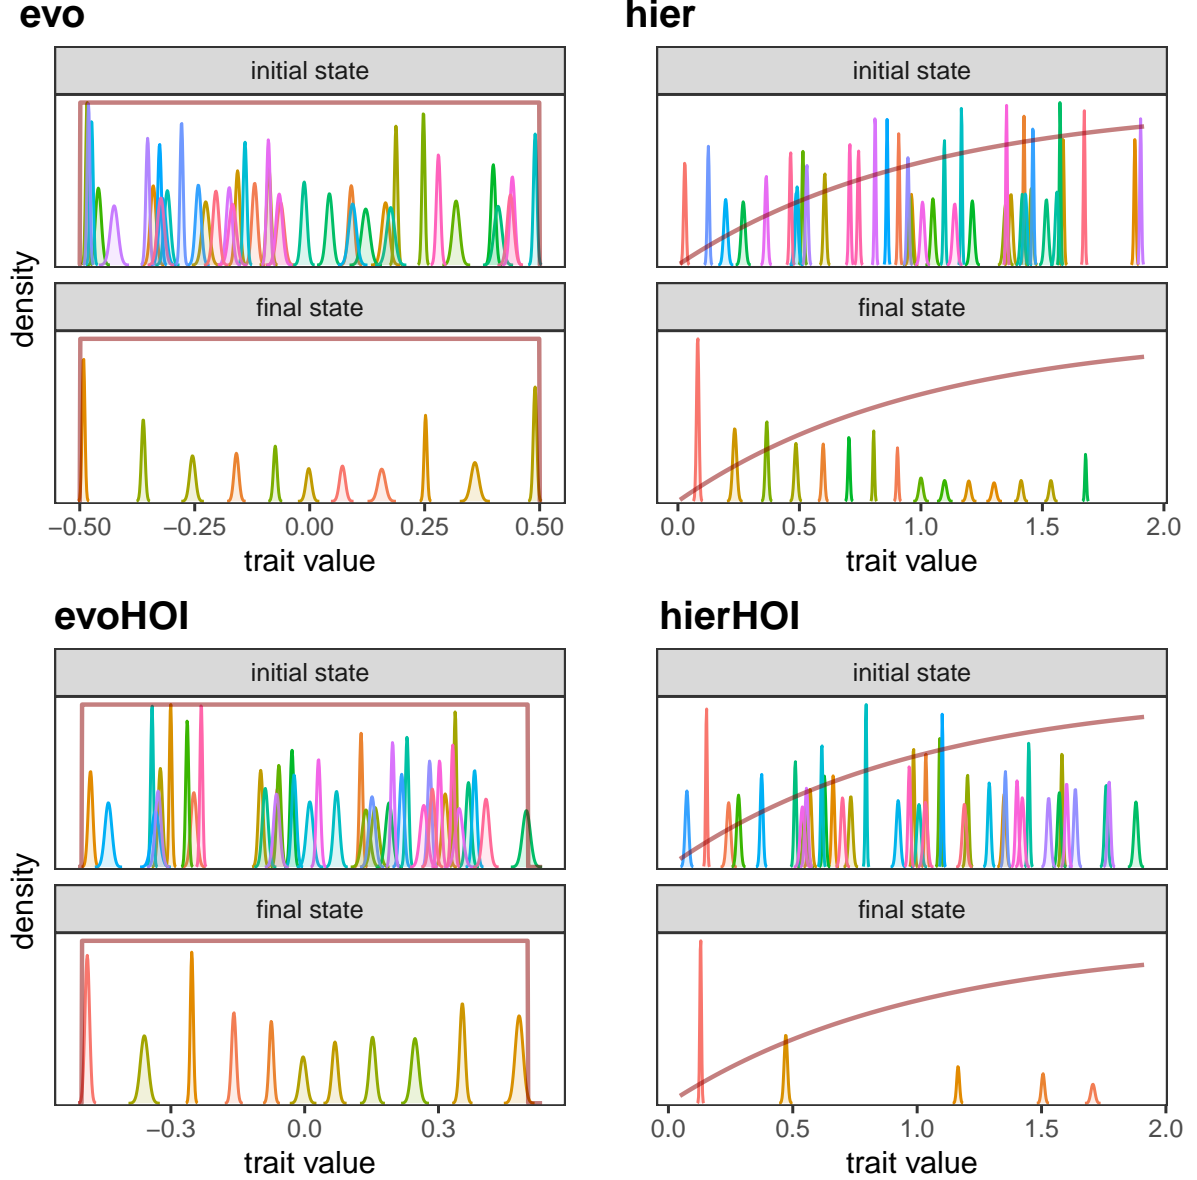 evo
initial state
final state
density
−0.50 −0.25 0.00 0.25 0.50
trait value
hier
initial state
final state
0.0 0.5 1.0 1.5 2.0
trait value
evoHOI
initial state
final state
density
−0.3 0.0 0.3
trait value
hierHOI
initial state
final state
0.0 0.5 1.0 1.5 2.0
trait value